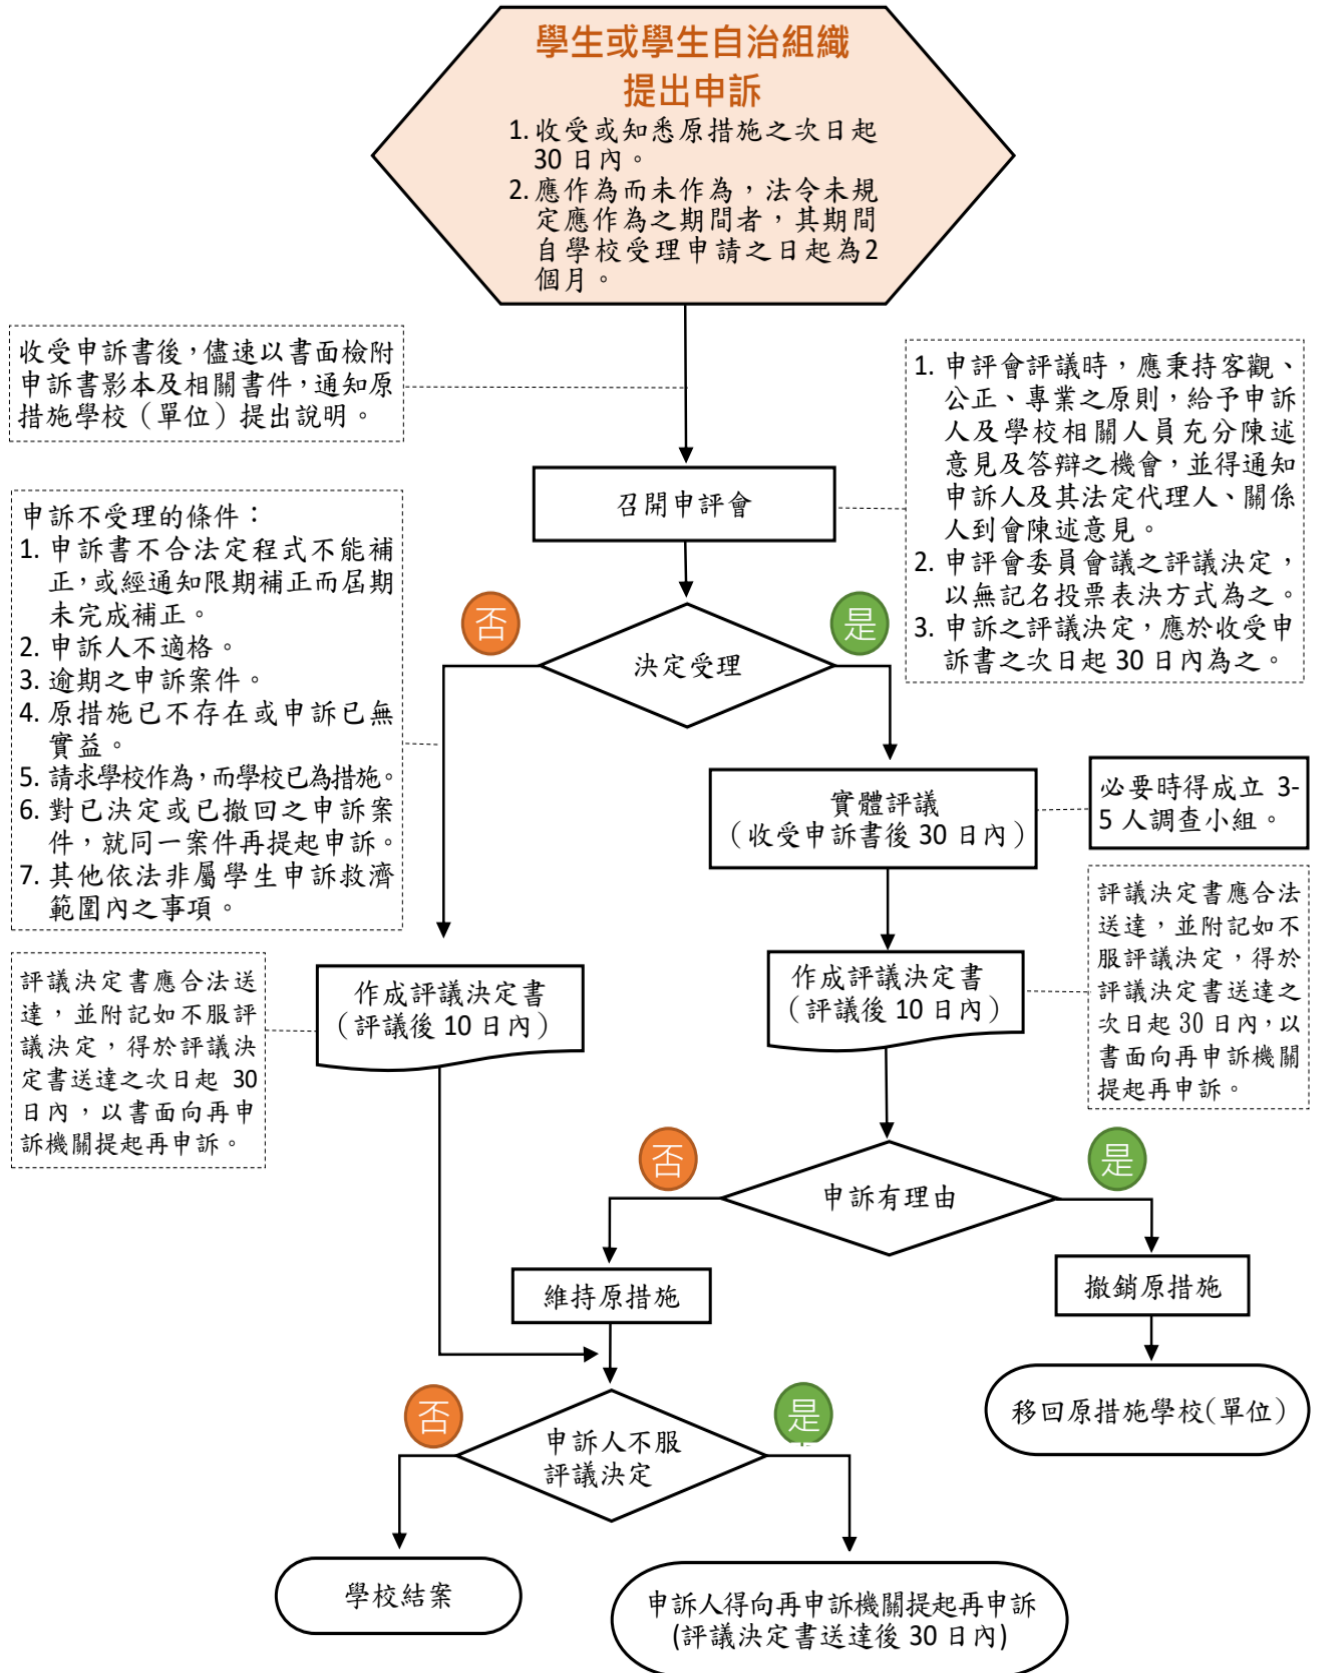 學生或學生自治組織
提出申訴
1. 收受或知悉原措施之次日起
30 日內。
2. 應作為而未作為，法令未規
定應作為之期間者，其期間
自學校受理申請之日起為2
個月。
收受申訴書後，儘速以書面檢附
申訴書影本及相關書件，通知原
措施學校（單位）提出說明。
1. 申評會評議時，應秉持客觀、
公正、專業之原則，給予申訴
人及學校相關人員充分陳述
意見及答辯之機會，並得通知
申訴人及其法定代理人、關係
人到會陳述意見。
2. 申評會委員會議之評議決定，
以無記名投票表決方式為之。
3. 申訴之評議決定，應於收受申
訴書之次日起 30 日內為之。
召開申評會
申訴不受理的條件：
1. 申訴書不合法定程式不能補
正，或經通知限期補正而屆期
未完成補正。
2. 申訴人不適格。
3. 逾期之申訴案件。
4. 原措施已不存在或申訴已無
實益。
5. 請求學校作為，而學校已為措施。
6. 對已決定或已撤回之申訴案
件，就同一案件再提起申訴。
7. 其他依法非屬學生申訴救濟
範圍內之事項。
否
是
決定受理
實體評議
（收受申訴書後 30 日內）
必要時得成立 3-
5 人調查小組。
評議決定書應合法
送達，並附記如不
服評議決定，得於
評議決定書送達之
次日起 30 日內，以
書面向再申訴機關
提起再申訴。
評議決定書應合法送
達，並附記如不服評
議決定，得於評議決
定書送達之次日起 30
日內，以書面向再申
訴機關提起再申訴。
作成評議決定書
（評議後 10 日內）
作成評議決定書
（評議後 10 日內）
否
是
申訴有理由
維持原措施
撤銷原措施
移回原措施學校(單位)
否
是
申訴人不服
評議決定
學校結案
申訴人得向再申訴機關提起再申訴
(評議決定書送達後 30 日內)